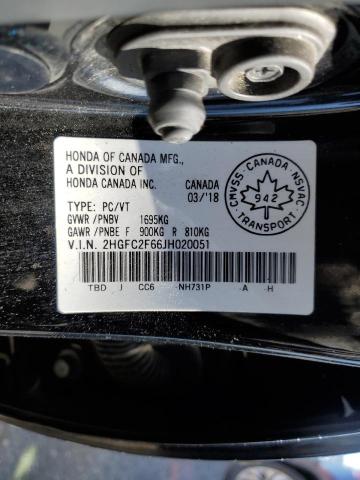 HONDA OF CANADA MFG.,
A DIVISION OF
HONDA CANADA INC. CANADA
03/'18
TYPE: PC/VT
GVWR /PNBV 1695KG
GAWR /PNBE F 900KG R 810KG
V.I.N. 2HGFC2F66JH020051
TBD J CC6 NH731P -A -H
CMVSS - CANADA - NSVAC
942
TRANSPORT